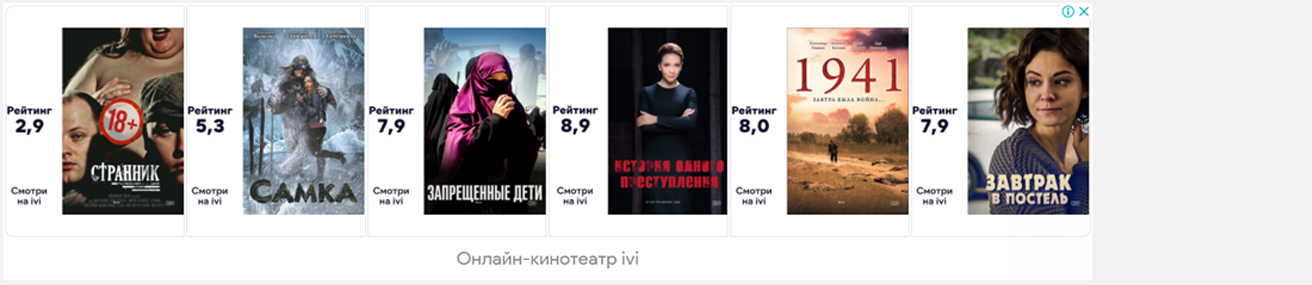 Рейтинг
2,9
Смотри
на ivi
18+
СТРАННИК
Рейтинг
5,3
Смотри
на ivi
САМКА
Рейтинг
7,9
Смотри
на ivi
ЗАПРЕЩЕННЫЕ ДЕТИ
Рейтинг
8,9
Смотри
на ivi
ИСТОРИЯ ОДНОГО
ПРЕСТУПЛЕНИЯ
Рейтинг
8,0
Смотри
на ivi
1941
ЗАВТРА БЫЛА ВОЙНА...
Рейтинг
7,9
Смотри
на ivi
ЗАВТРАК
В ПОСТЕЛЬ
Онлайн-кинотеатр ivi